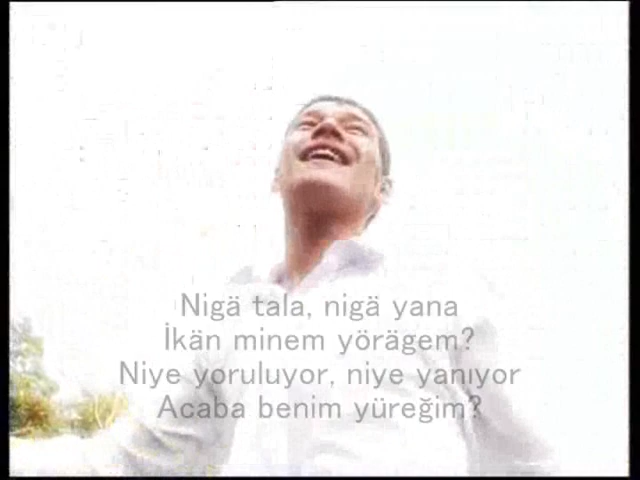 Nigä tala, nigä yana
İkän minem yörägem?
Niye yoruluyor, niye yanıyor
Acaba benim yüreğim?